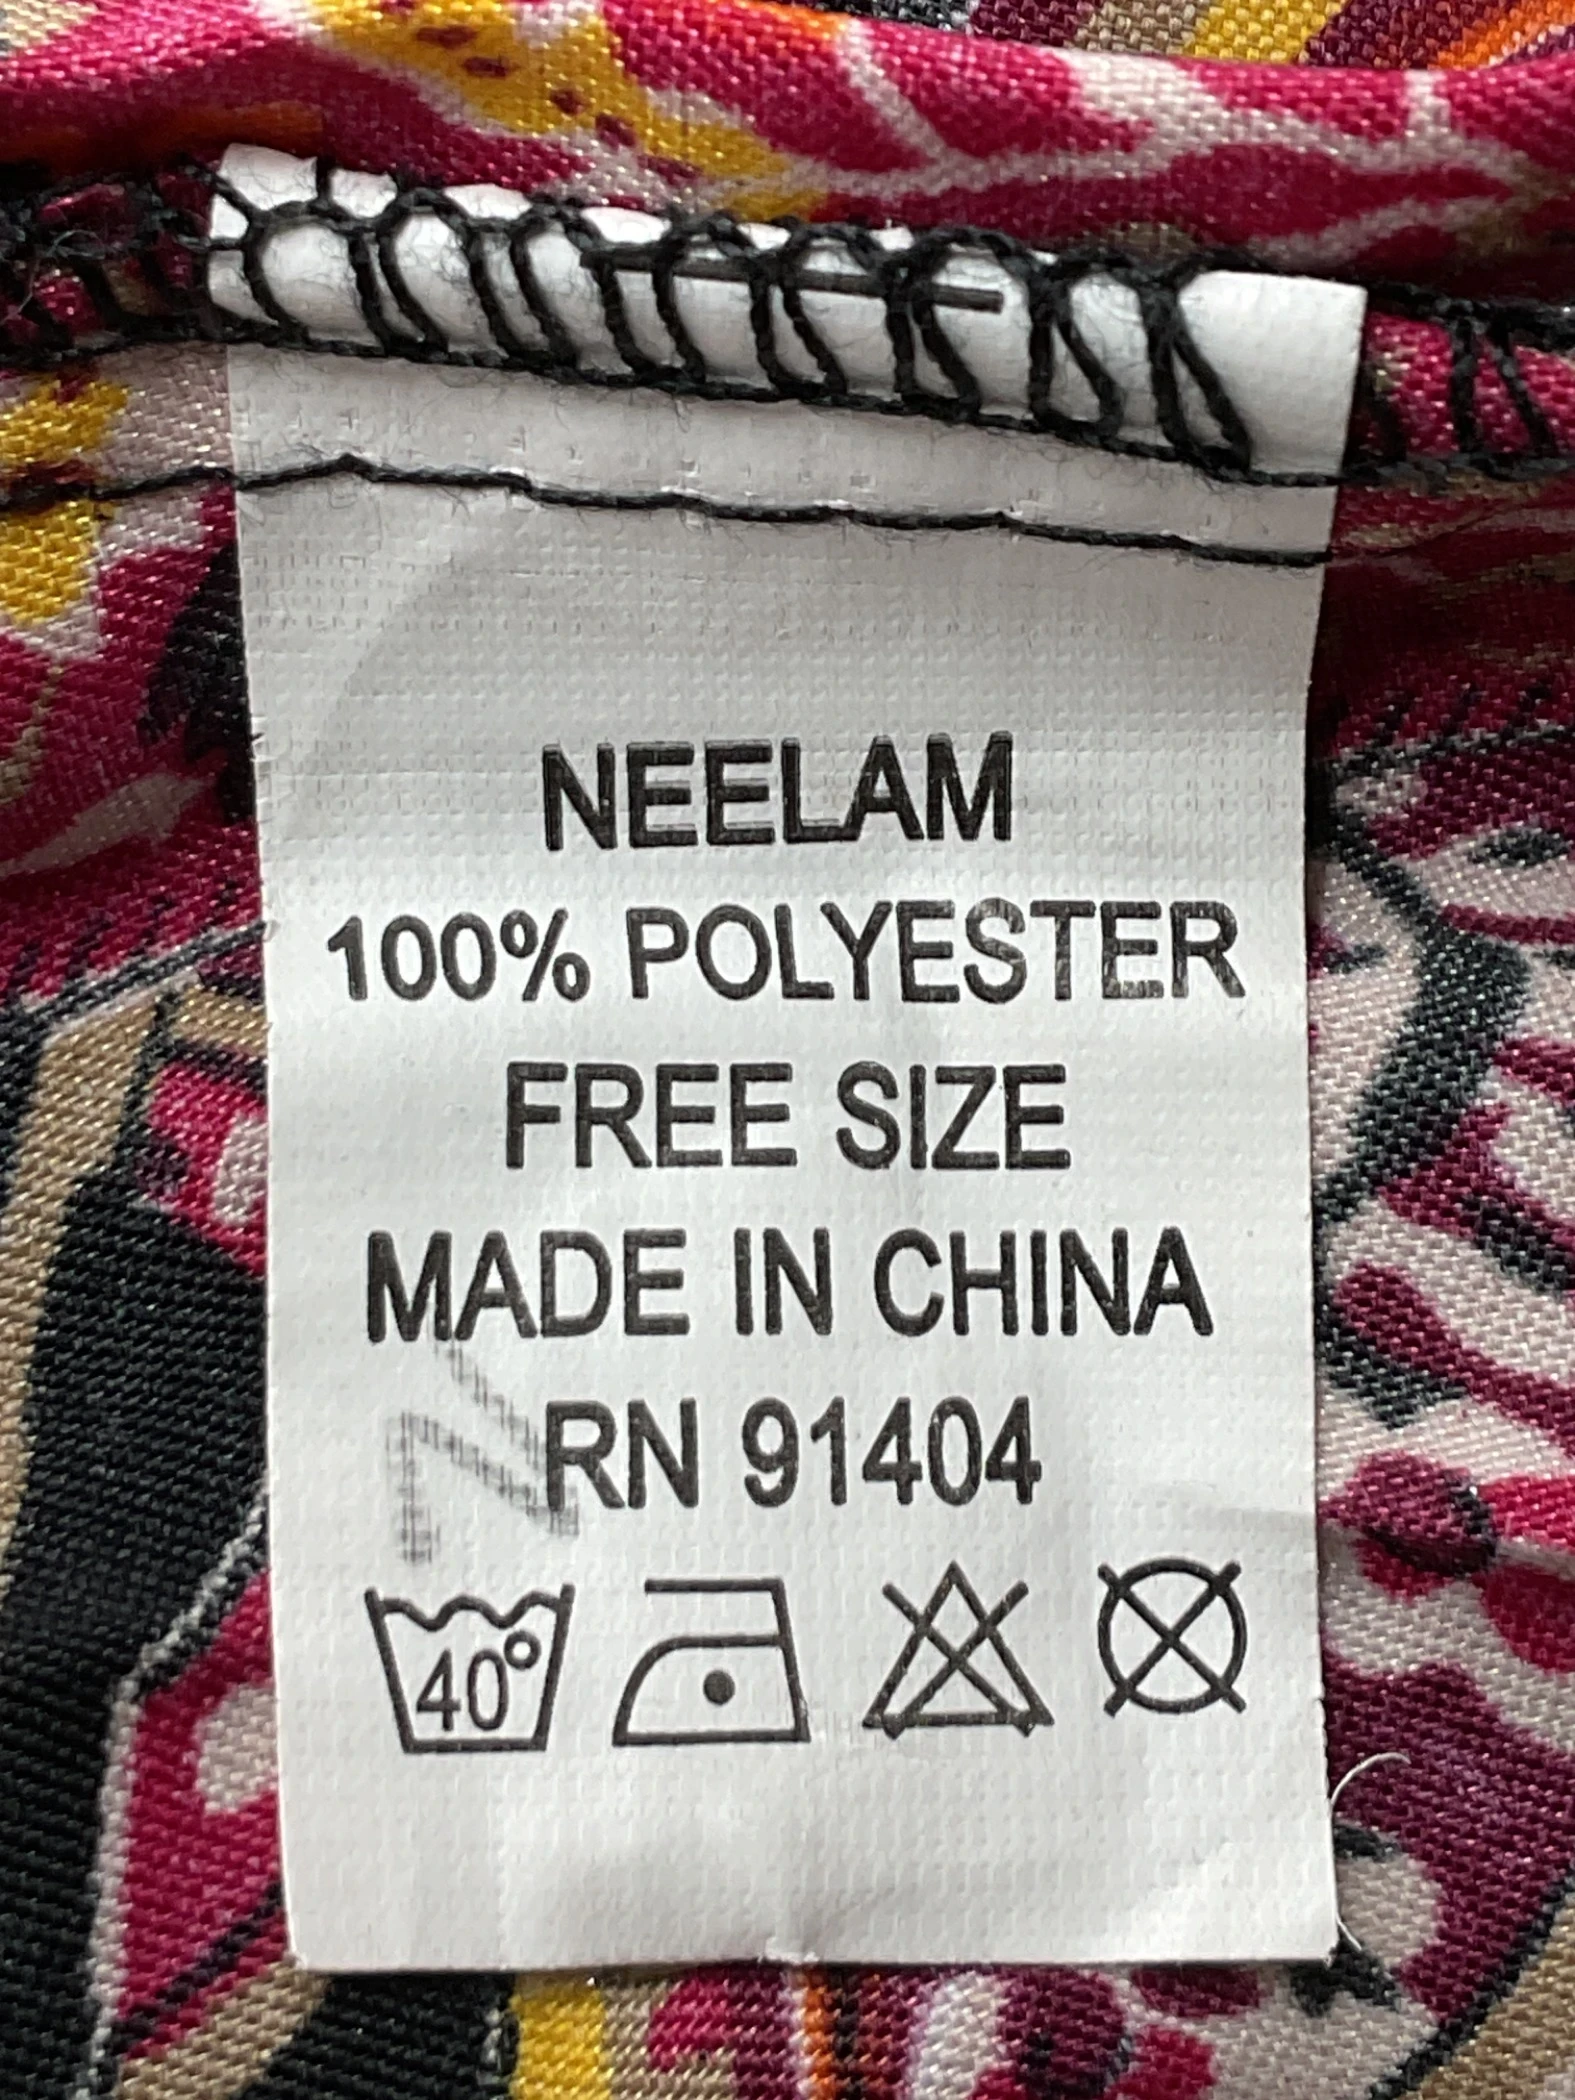 NEELAM
100% POLYESTER
FREE SIZE
MADE IN CHINA
RN 91404
40°